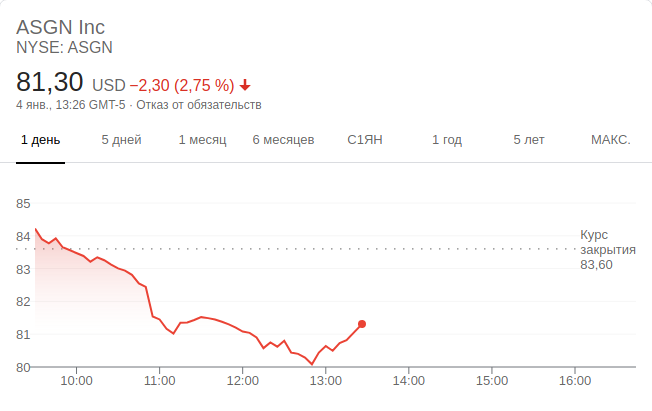 ASGN Inc
NYSE: ASGN
81,30 USD −2,30 (2,75 %)
4 янв., 13:26 GMT-5 · Отказ от обязательств
1 день 5 дней 1 месяц 6 месяцев С1ЯН 1 год 5 лет МАКС.
85
84
83
82
81
80
Курс
закрытия
83,60
10:00 11:00 12:00 13:00 14:00 15:00 16:00